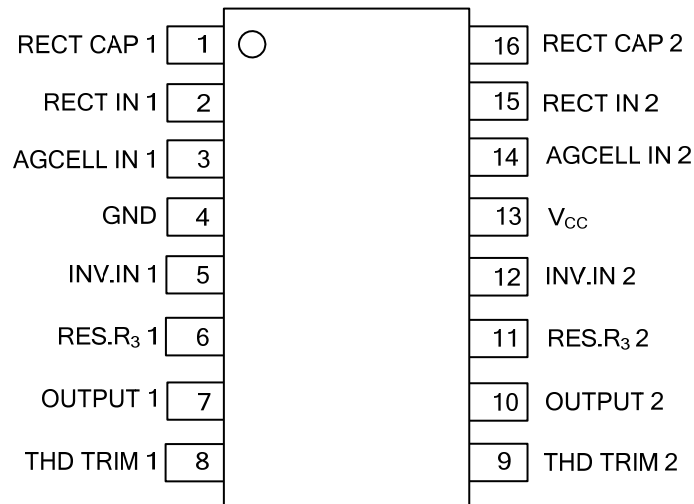 RECT CAP 1 1 16 RECT CAP 2
RECT IN 1 2 15 RECT IN 2
AGCELL IN 1 3 14 AGCELL IN 2
GND 4 13 V_CC
INV.IN 1 5 12 INV.IN 2
RES.R₃ 1 6 11 RES.R₃ 2
OUTPUT 1 7 10 OUTPUT 2
THD TRIM 1 8 9 THD TRIM 2